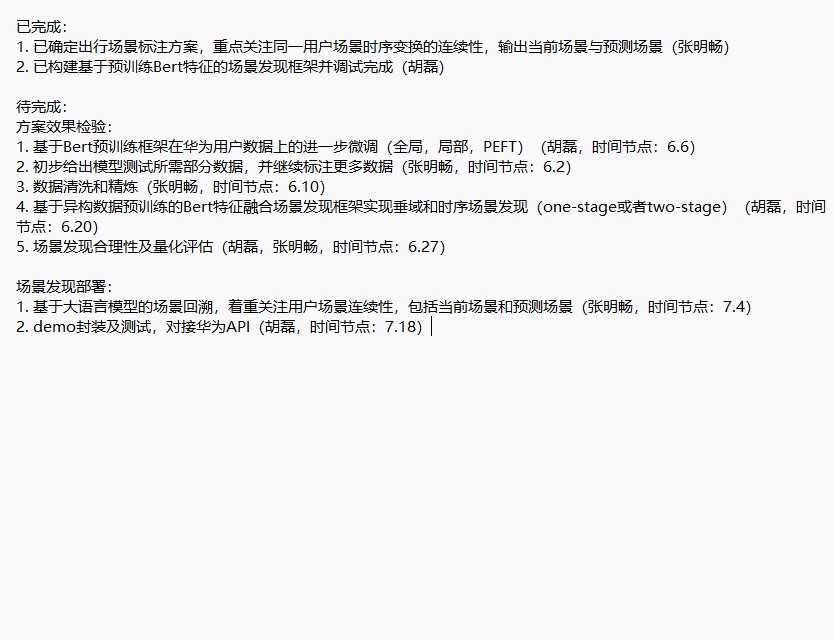 已完成：
1. 已确定出行场景标注方案，重点关注同一用户场景时序变换的连续性，输出当前场景与预测场景（张明畅）
2. 已构建基于预训练Bert特征的场景发现框架并调试完成（胡磊）
待完成：
方案效果检验：
1. 基于Bert预训练框架在华为用户数据上的进一步微调（全局，局部，PEFT）（胡磊，时间节点：6.6）
2. 初步给出模型测试所需部分数据，并继续标注更多数据（张明畅，时间节点：6.2）
3. 数据清洗和精炼（张明畅，时间节点：6.10）
4. 基于异构数据预训练的Bert特征融合场景发现框架实现垂域和时序场景发现（one-stage或者two-stage）（胡磊，时间
节点：6.20）
5. 场景发现合理性及量化评估（胡磊，张明畅，时间节点：6.27）
场景发现部署：
1. 基于大语言模型的场景回溯，着重关注用户场景连续性，包括当前场景和预测场景（张明畅，时间节点：7.4）
2. demo封装及测试，对接华为API（胡磊，时间节点：7.18）